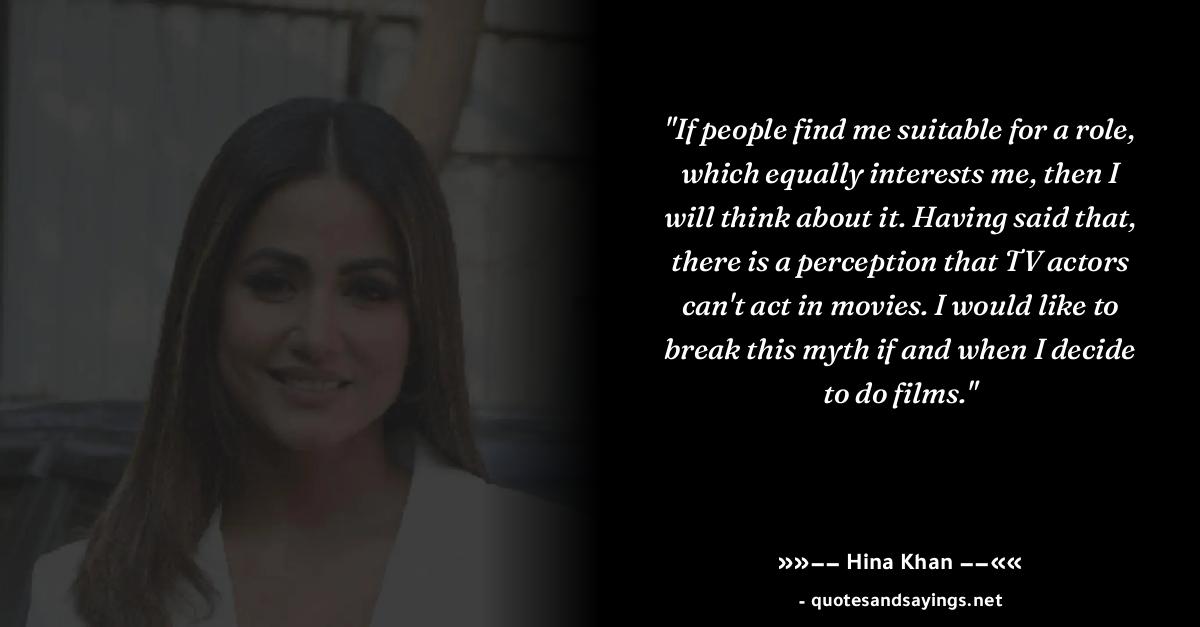 "If people find me suitable for a role,
which equally interests me, then I
will think about it. Having said that,
there is a perception that TV actors
can't act in movies. I would like to
break this myth if and when I decide
to do films."
»»–– Hina Khan ––««
- quotesandsayings.net